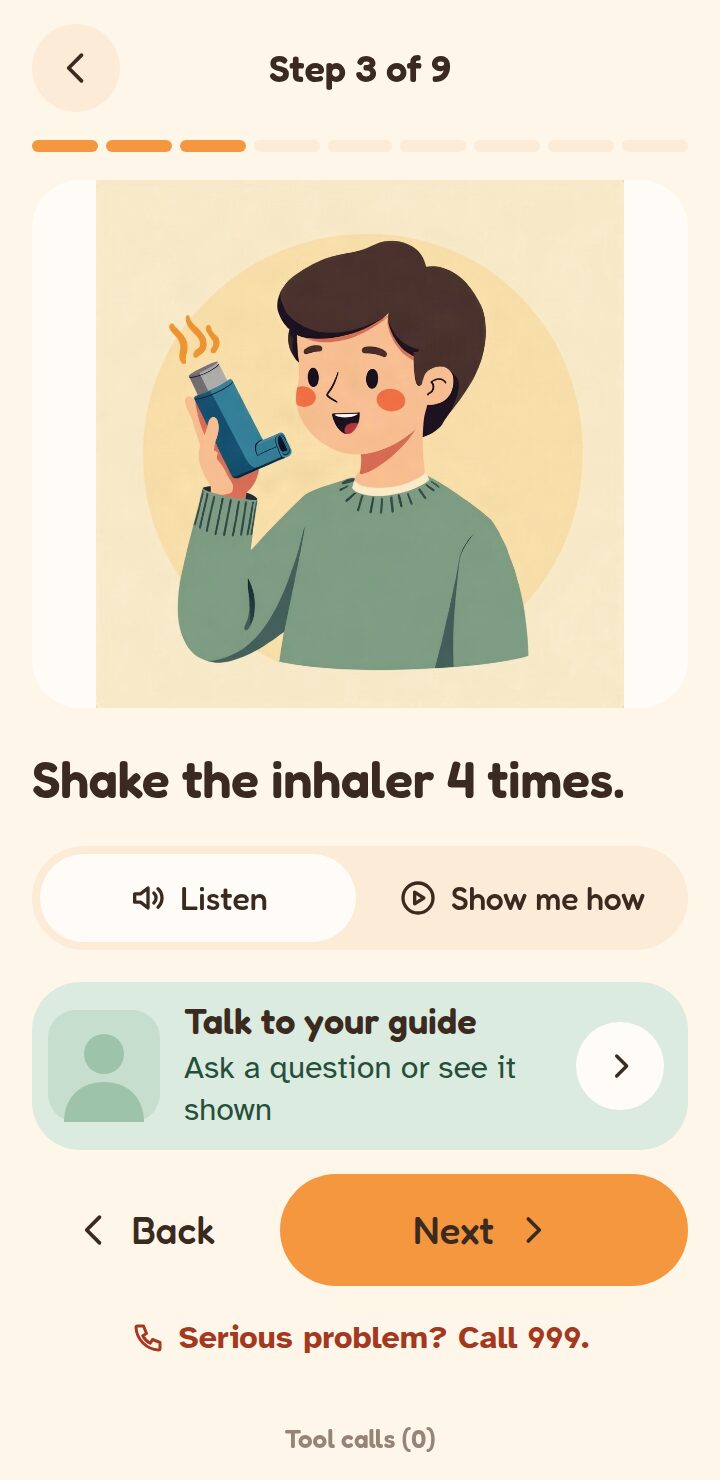 Step 3 of 9
Shake the inhaler 4 times.
Listen
Show me how
Talk to your guide
Ask a question or see it
shown
Back
Next
Serious problem? Call 999.
Tool calls (0)